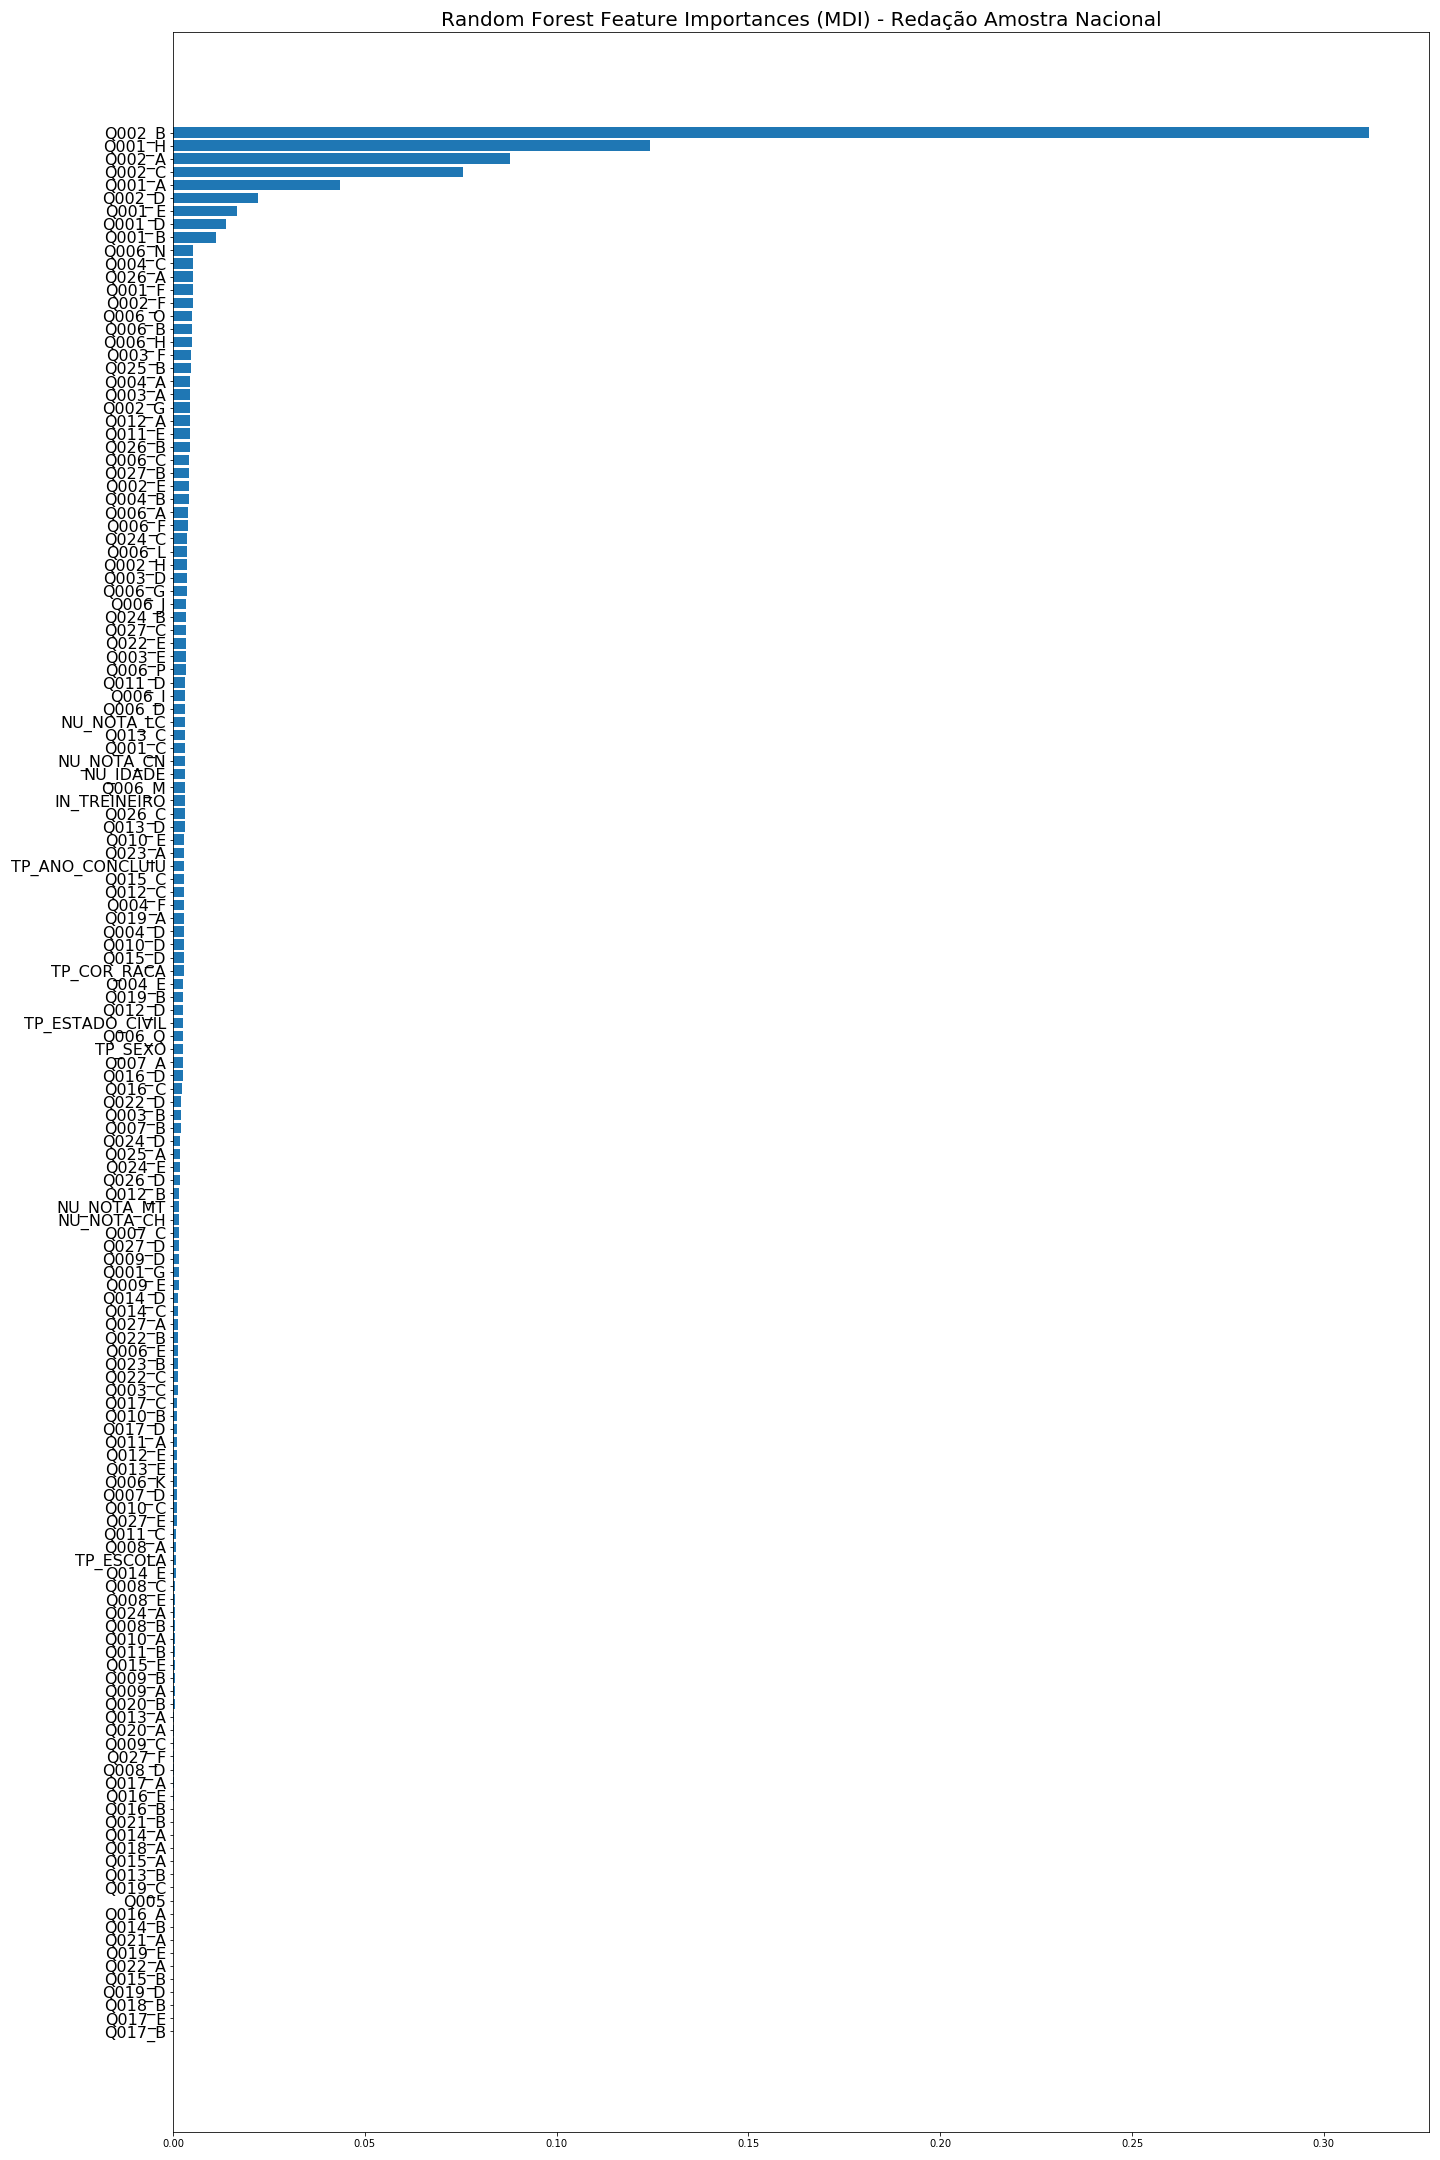 Random Forest Feature Importances (MDI) - Redação Amostra Nacional
Q002_B
Q001_H
Q002_A
Q002_C
Q001_A
Q002_D
Q001_E
Q001_D
Q001_B
Q006_N
Q004_C
Q026_A
Q001_F
Q002_F
Q006_O
Q006_B
Q006_H
Q003_F
Q025_B
Q004_A
Q003_A
Q002_G
Q012_A
Q011_E
Q026_B
Q006_C
Q027_B
Q002_E
Q004_B
Q006_A
Q006_F
Q024_C
Q006_L
Q002_H
Q003_D
Q006_G
Q006_J
Q024_B
Q027_C
Q022_E
Q003_E
Q006_P
Q011_D
Q006_I
Q006_D
NU_NOTA_LC
Q013_C
Q001_C
NU_NOTA_CN
NU_IDADE
Q006_M
IN_TREINEIRO
Q026_C
Q013_D
Q010_E
Q023_A
TP_ANO_CONCLUIU
Q015_C
Q012_C
Q004_F
Q019_A
Q004_D
Q010_D
Q015_D
TP_COR_RACA
Q004_E
Q019_B
Q012_D
TP_ESTADO_CIVIL
Q006_Q
TP_SEXO
Q007_A
Q016_D
Q016_C
Q022_D
Q003_B
Q007_B
Q024_D
Q025_A
Q024_E
Q026_D
Q012_B
NU_NOTA_MT
NU_NOTA_CH
Q007_C
Q027_D
Q009_D
Q001_G
Q009_E
Q014_D
Q014_C
Q027_A
Q022_B
Q006_E
Q023_B
Q022_C
Q003_C
Q017_C
Q010_B
Q017_D
Q011_A
Q012_E
Q013_E
Q006_K
Q007_D
Q010_C
Q027_E
Q011_C
Q008_A
TP_ESCOLA
Q014_E
Q008_C
Q008_E
Q024_A
Q008_B
Q010_A
Q011_B
Q015_E
Q009_B
Q009_A
Q020_B
Q013_A
Q020_A
Q009_C
Q027_F
Q008_D
Q017_A
Q016_E
Q016_B
Q021_B
Q014_A
Q018_A
Q015_A
Q013_B
Q019_C
Q005
Q016_A
Q014_B
Q021_A
Q019_E
Q022_A
Q015_B
Q019_D
Q018_B
Q017_E
Q017_B
0.00 0.05 0.10 0.15 0.20 0.25 0.30